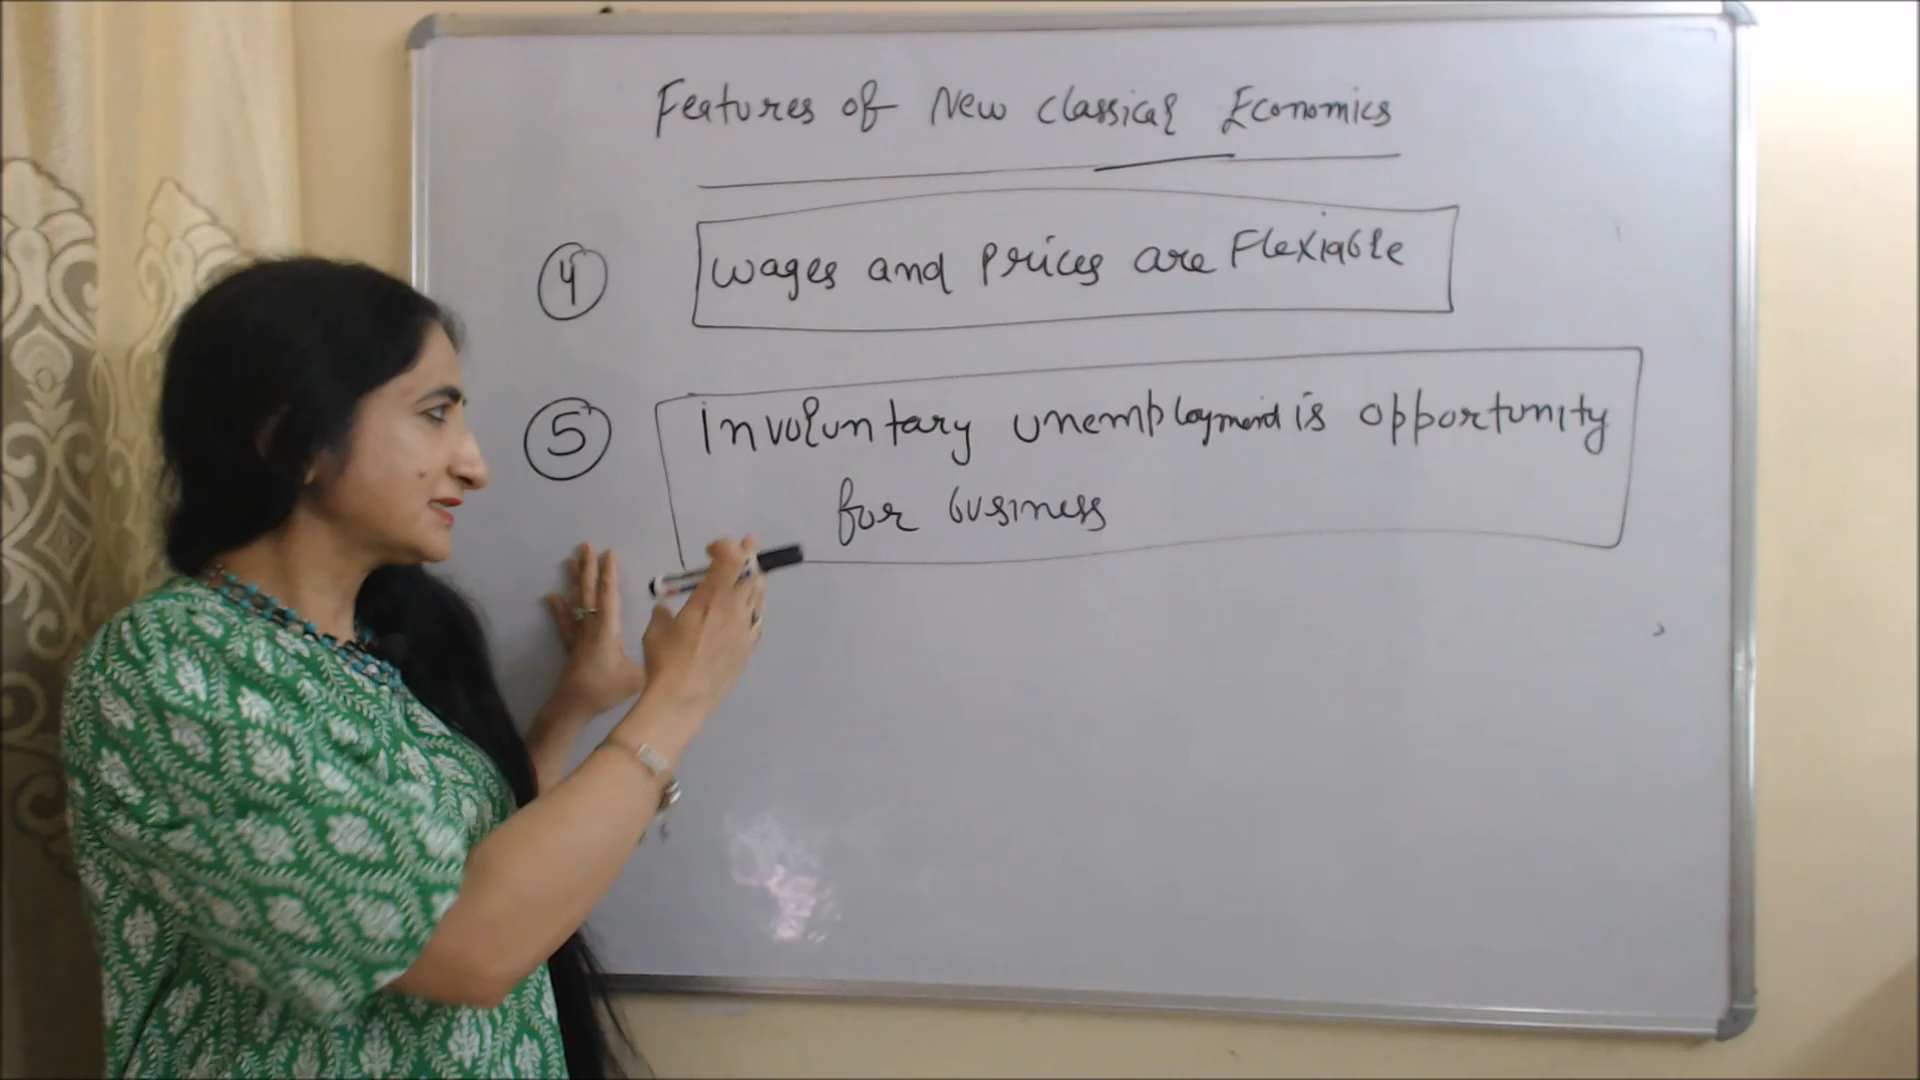 Features of New Classical Economics
4 Wages and Prices are Flexiable
5 involuntary unemployment is opportunity
for business